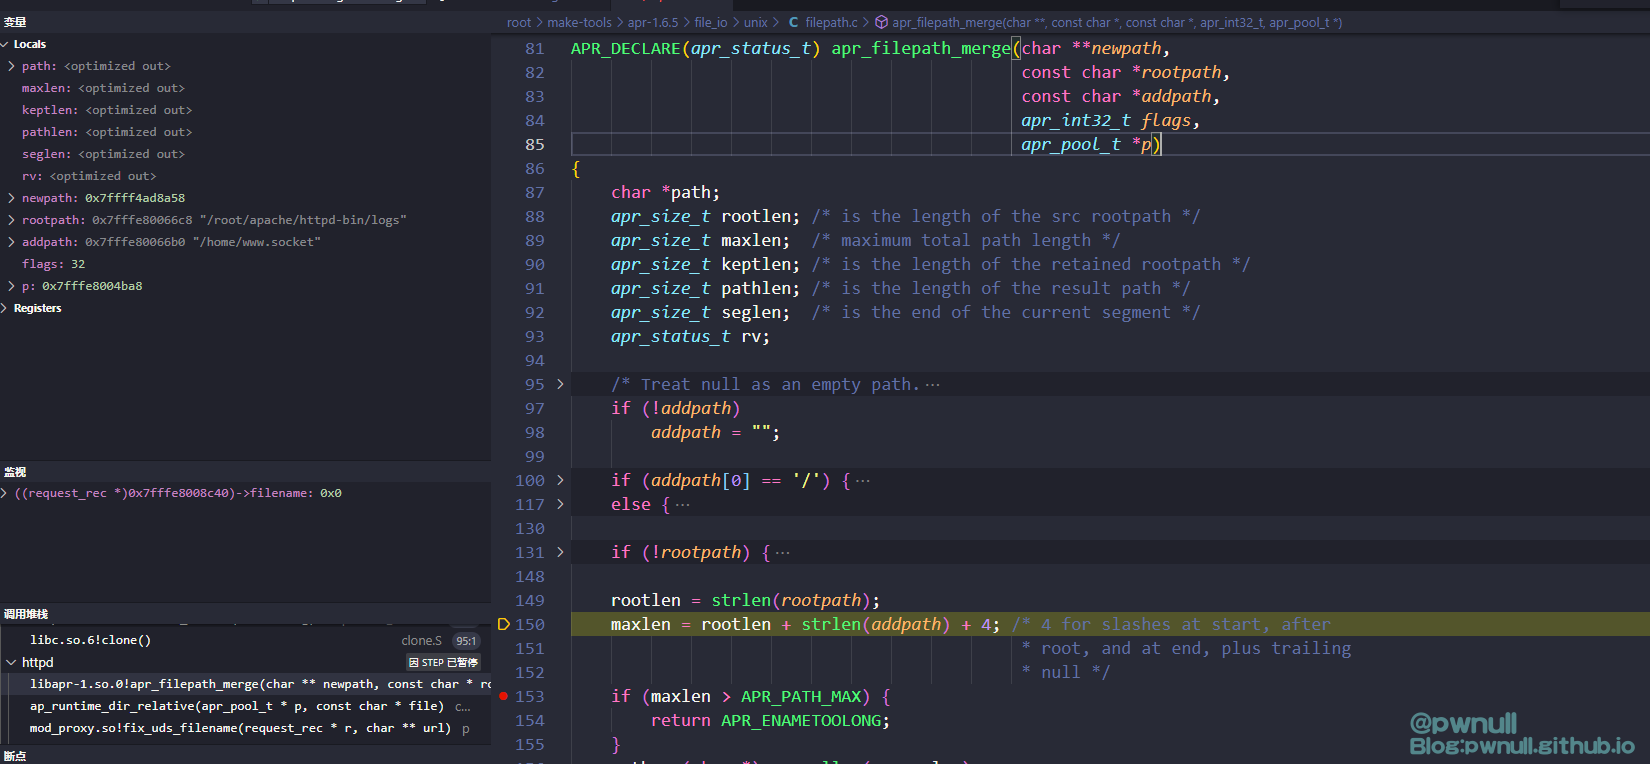 变量
Locals
path: <optimized out>
maxlen: <optimized out>
keptlen: <optimized out>
pathlen: <optimized out>
seglen: <optimized out>
rv: <optimized out>
newpath: 0x7ffff4ad8a58
rootpath: 0x7fffe80066c8 "/root/apache/httpd-bin/logs"
addpath: 0x7fffe80066b0 "/home/www.socket"
flags: 32
p: 0x7fffe8004ba8
Registers
监视
((request_rec *)0x7fffe8008c40)->filename: 0x0
调用堆栈
libc.so.6!clone() clone.S 95:1
httpd 因 STEP 已暂停
libapr-1.so.0!apr_filepath_merge(char ** newpath, const char * ro
ap_runtime_dir_relative(apr_pool_t * p, const char * file) c...
mod_proxy.so!fix_uds_filename(request_rec * r, char ** url) p
断点
root > make-tools > apr-1.6.5 > file_io > unix > C filepath.c > apr_filepath_merge(char **, const char *, const char *, apr_int32_t, apr_pool_t *)
81 APR_DECLARE(apr_status_t) apr_filepath_merge(char **newpath,
82 const char *rootpath,
83 const char *addpath,
84 apr_int32_t flags,
85 apr_pool_t *p)
86 {
87 char *path;
88 apr_size_t rootlen; /* is the length of the src rootpath */
89 apr_size_t maxlen; /* maximum total path length */
90 apr_size_t keptlen; /* is the length of the retained rootpath */
91 apr_size_t pathlen; /* is the length of the result path */
92 apr_size_t seglen; /* is the end of the current segment */
93 apr_status_t rv;
94
95 /* Treat null as an empty path. ...
97 if (!addpath)
98 addpath = "";
99
100 if (addpath[0] == '/') { ...
117 else { ...
130
131 if (!rootpath) { ...
148
149 rootlen = strlen(rootpath);
150 maxlen = rootlen + strlen(addpath) + 4; /* 4 for slashes at start, after
151 * root, and at end, plus trailing
152 * null */
153 if (maxlen > APR_PATH_MAX) {
154 return APR_ENAMETOOLONG;
155 }
@pwnull
Blog:pwnull.github.io